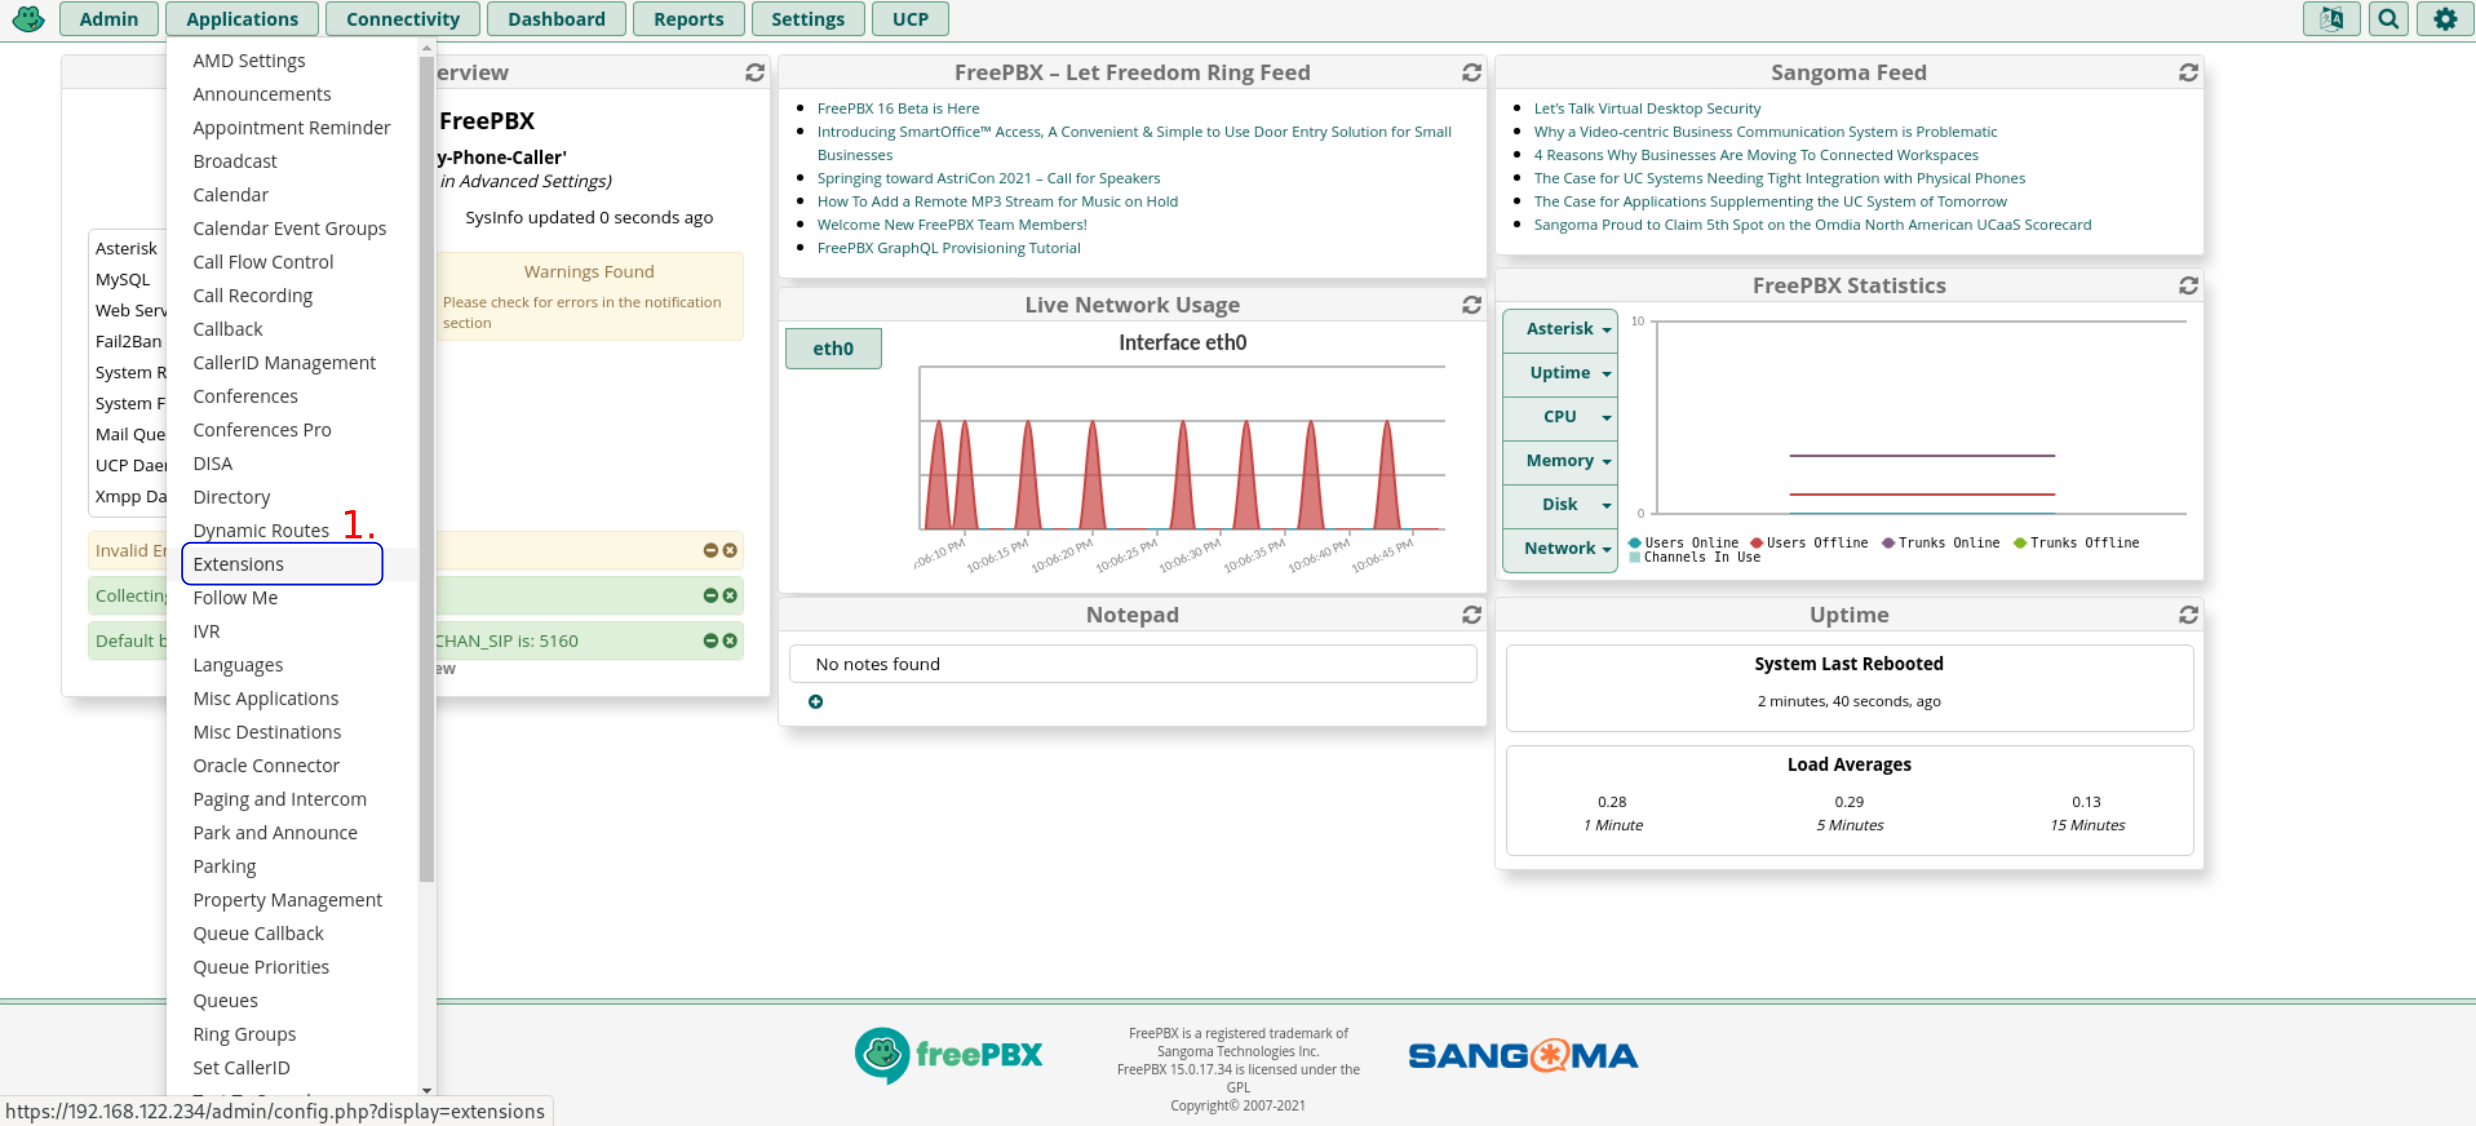 Admin
Applications
Connectivity
Dashboard
Reports
Settings
UCP
AMD Settings
Announcements
Appointment Reminder
Broadcast
Calendar
Calendar Event Groups
Call Flow Control
Call Recording
Callback
CallerID Management
Conferences
Conferences Pro
DISA
Directory
Dynamic Routes
1.
Extensions
Follow Me
IVR
Languages
Misc Applications
Misc Destinations
Oracle Connector
Paging and Intercom
Park and Announce
Parking
Property Management
Queue Callback
Queue Priorities
Queues
Ring Groups
Set CallerID
erview
FreePBX
y-Phone-Caller'
in Advanced Settings)
SysInfo updated 0 seconds ago
Asterisk
MySQL
Web Serv
Fail2Ban
System R
System F
Mail Que
UCP Dae
Xmpp Da
Warnings Found
Please check for errors in the notification
section
Invalid Er
Collecting
Default b
CHAN_SIP is: 5160
ew
FreePBX – Let Freedom Ring Feed
FreePBX 16 Beta is Here
Introducing SmartOffice™ Access, A Convenient & Simple to Use Door Entry Solution for Small
Businesses
Springing toward AstriCon 2021 – Call for Speakers
How To Add a Remote MP3 Stream for Music on Hold
Welcome New FreePBX Team Members!
FreePBX GraphQL Provisioning Tutorial
Live Network Usage
eth0
Interface eth0
:06:10 PM
10:06:15 PM
10:06:20 PM
10:06:25 PM
10:06:30 PM
10:06:35 PM
10:06:40 PM
10:06:45 PM
Notepad
No notes found
Sangoma Feed
Let's Talk Virtual Desktop Security
Why a Video-centric Business Communication System is Problematic
4 Reasons Why Businesses Are Moving To Connected Workspaces
The Case for UC Systems Needing Tight Integration with Physical Phones
The Case for Applications Supplementing the UC System of Tomorrow
Sangoma Proud to Claim 5th Spot on the Omdia North American UCaaS Scorecard
FreePBX Statistics
Asterisk
Uptime
CPU
Memory
Disk
Network
10
0
Users Online Users Offline Trunks Online Trunks Offline
Channels In Use
Uptime
System Last Rebooted
2 minutes, 40 seconds, ago
Load Averages
0.28 0.29 0.13
1 Minute 5 Minutes 15 Minutes
freePBX
FreePBX is a registered trademark of
Sangoma Technologies Inc.
FreePBX 15.0.17.34 is licensed under the
GPL
Copyright© 2007-2021
SANGOMA
https://192.168.122.234/admin/config.php?display=extensions